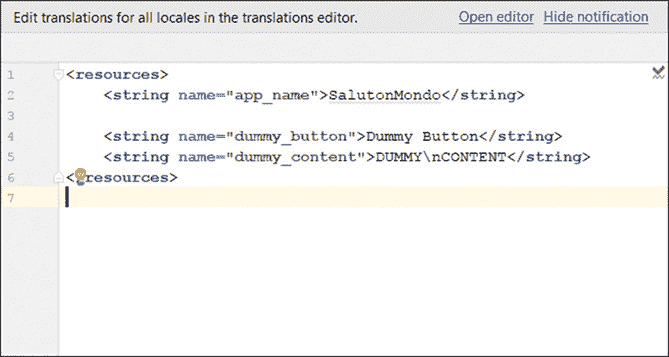 Edit translations for all locales in the translations editor. Open editor Hide notification
1 <resources>
2 <string name="app_name">SalutonMondo</string>
3
4 <string name="dummy_button">Dummy Button</string>
5 <string name="dummy_content">DUMMY\nCONTENT</string>
6 </resources>
7